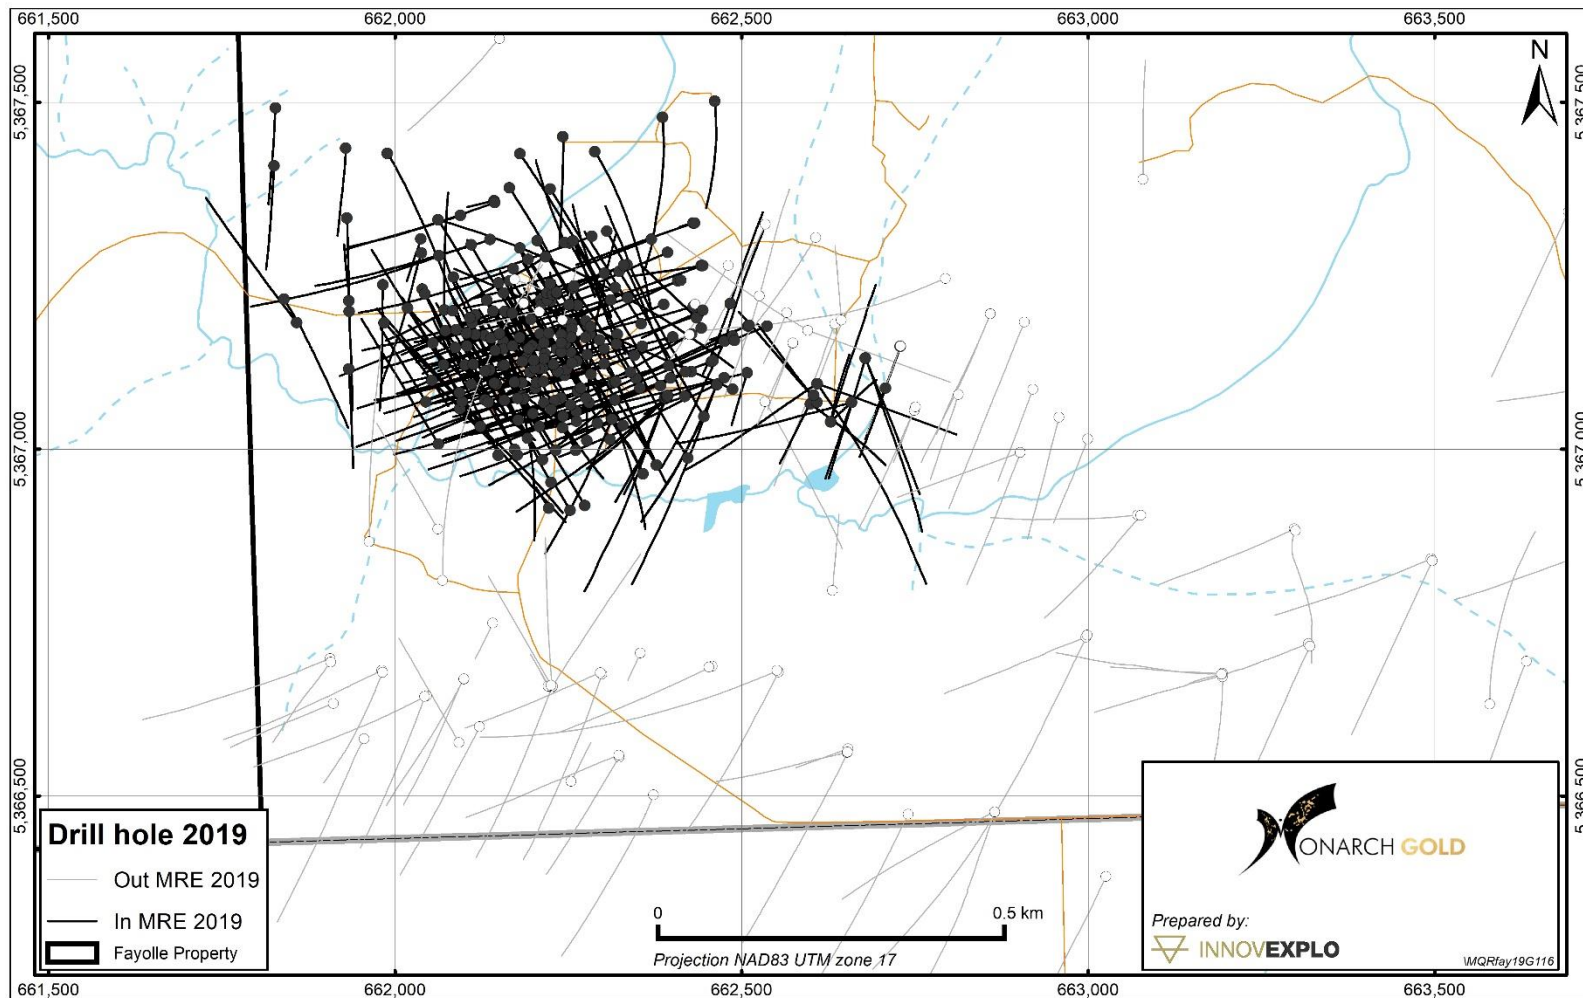 661,500 662,000 662,500 663,000 663,500
N
5,367,500 5,367,500
5,367,000 5,367,000
5,366,500 5,366,500
Drill hole 2019
Out MRE 2019
In MRE 2019
Fayolle Property
0 0.5 km
Projection NAD83 UTM zone 17
ONARCH GOLD
Prepared by:
INNOVEXPLO
\MQRfay19G116
661,500 662,000 662,500 663,000 663,500